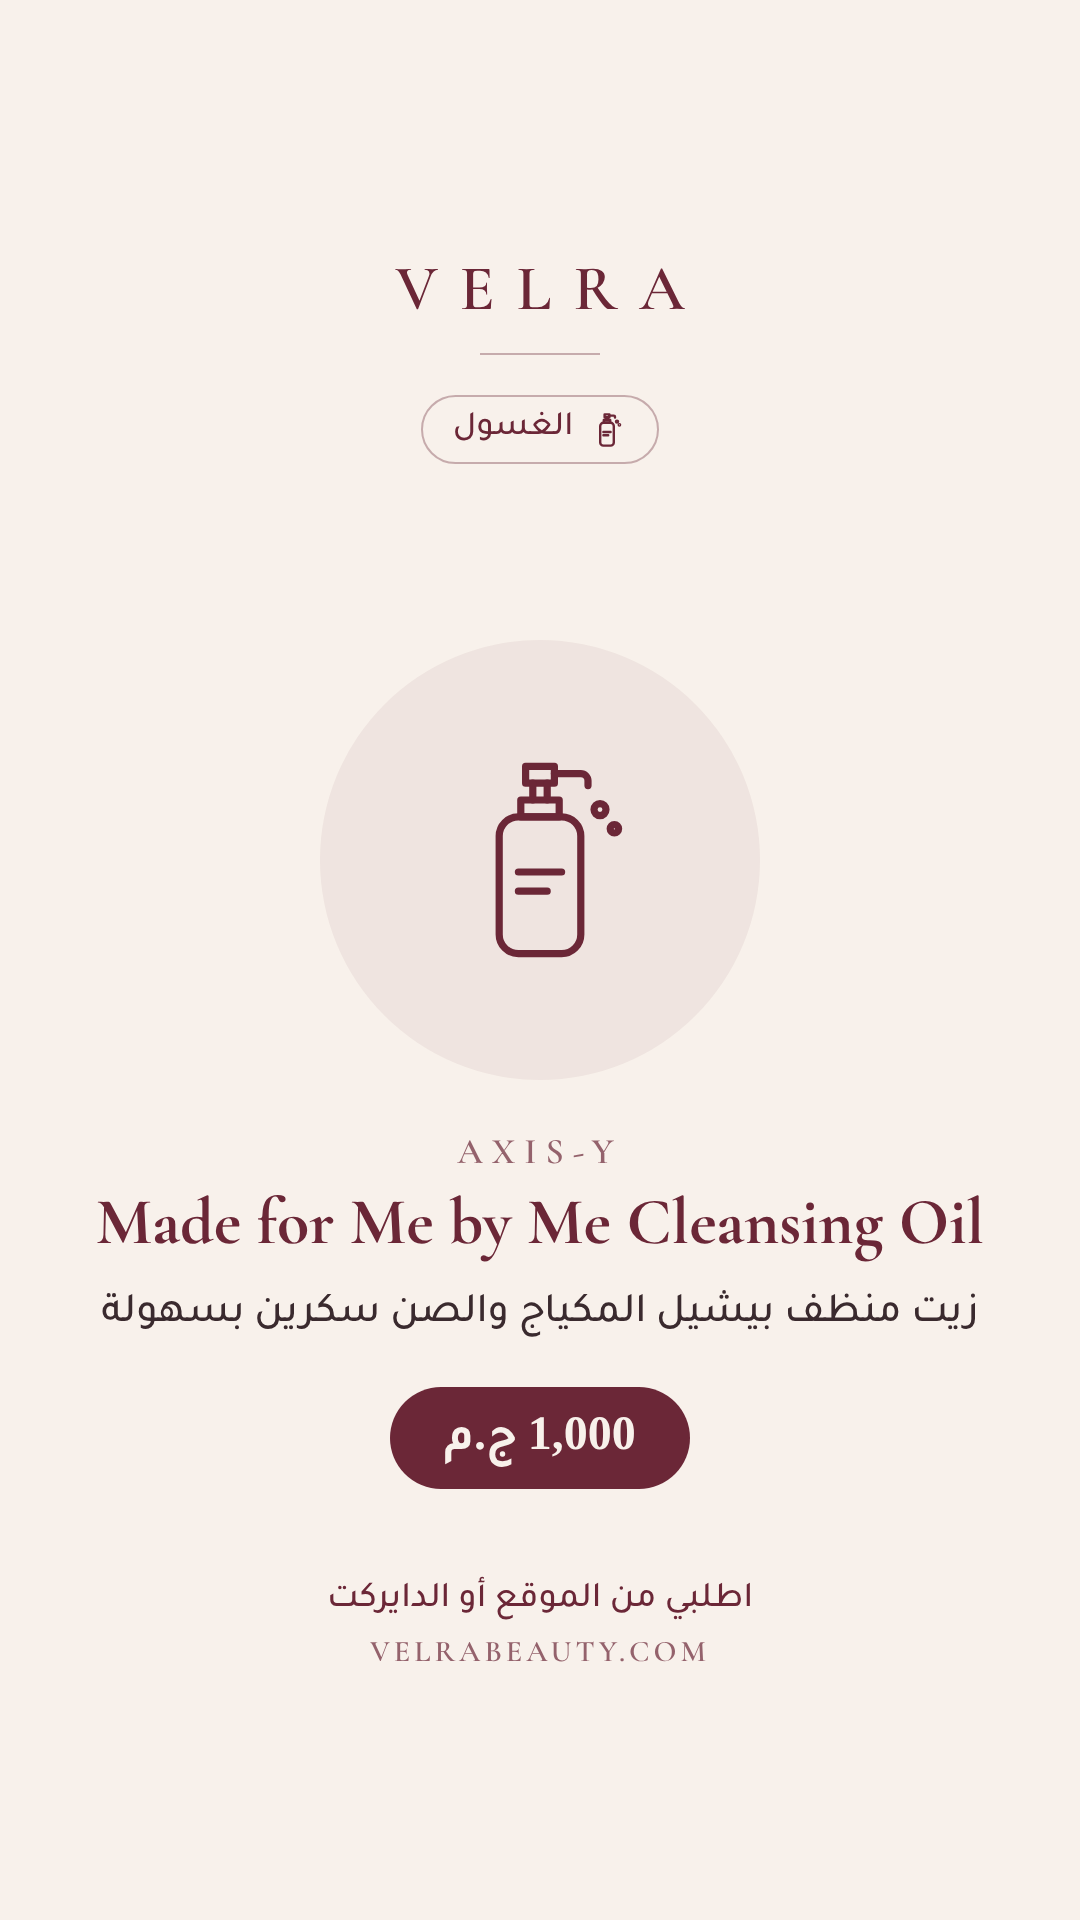 VELRA
الغسول
AXIS-Y
Made for Me by Me Cleansing Oil
زيت منظف بيشيل المكياج والصن سكرين بسهولة
1,000 ج.م
اطلبي من الموقع أو الدايركت
VELRABEAUTY.COM